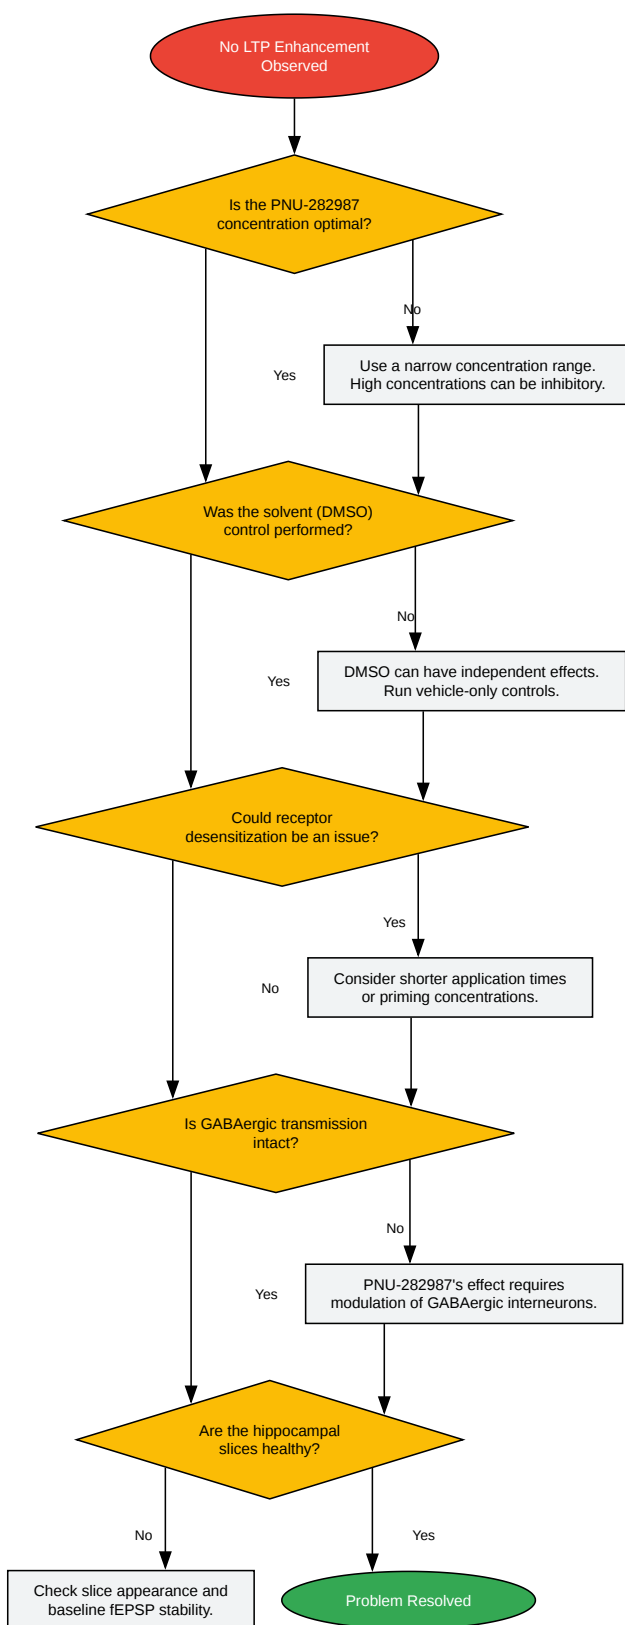 No LTP Enhancement
Observed
Is the PNU-282987
concentration optimal?
No
Use a narrow concentration range.
High concentrations can be inhibitory.
Yes
Was the solvent (DMSO)
control performed?
No
DMSO can have independent effects.
Run vehicle-only controls.
Yes
Could receptor
desensitization be an issue?
Yes
Consider shorter application times
or priming concentrations.
No
Is GABAergic transmission
intact?
No
PNU-282987's effect requires
modulation of GABAergic interneurons.
Yes
Are the hippocampal
slices healthy?
No
Yes
Check slice appearance and
baseline fEPSP stability.
Problem Resolved